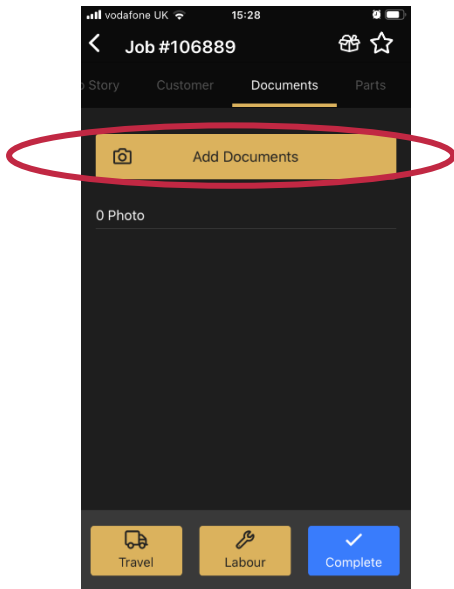 vodafone UK 15:28
Job #106889
Story Customer Documents Parts
Add Documents
0 Photo
Travel Labour Complete